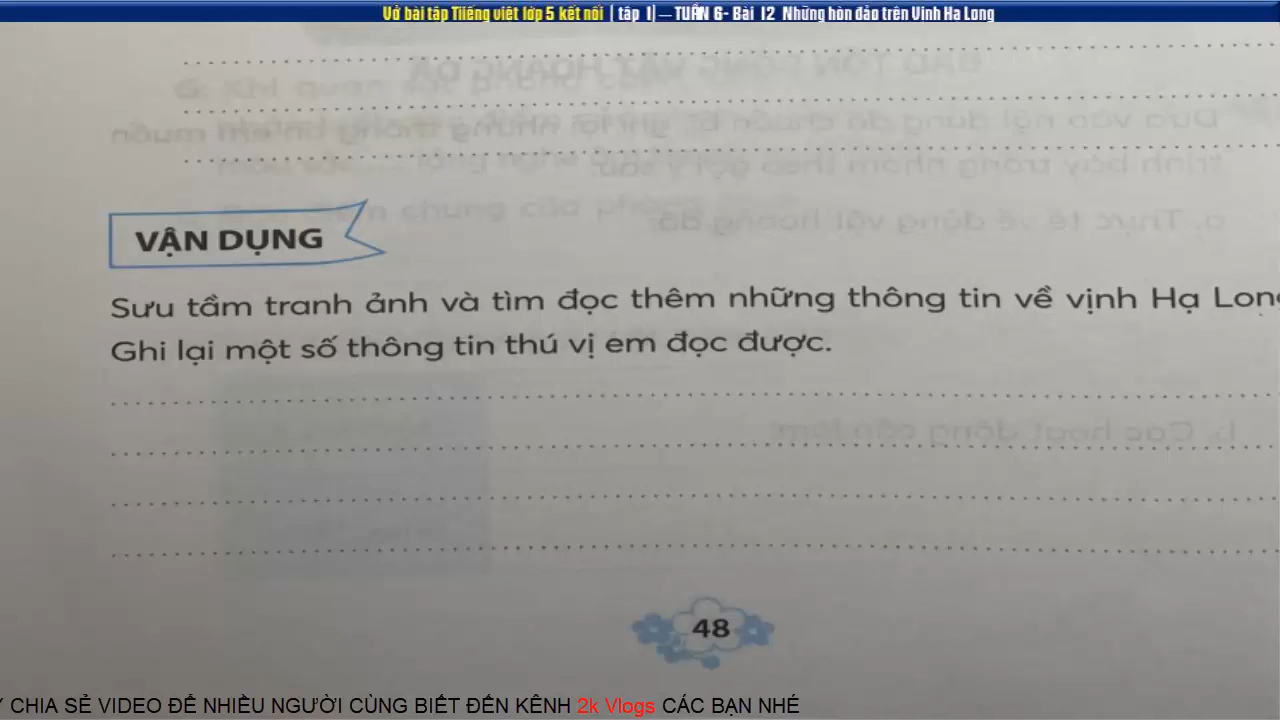 Vở bài tập Tiiếng việt lớp 5 kết nối ( tập 1) — TUẦN 6- Bài 12 Những hòn đảo trên Vịnh Hạ Long
VẬN DỤNG
Sưu tầm tranh ảnh và tìm đọc thêm những thông tin về vịnh Hạ Long
Ghi lại một số thông tin thú vị em đọc được.
48
CHIA SẺ VIDEO ĐỂ NHIỀU NGƯỜI CÙNG BIẾT ĐẾN KÊNH 2k Vlogs CÁC BẠN NHÉ